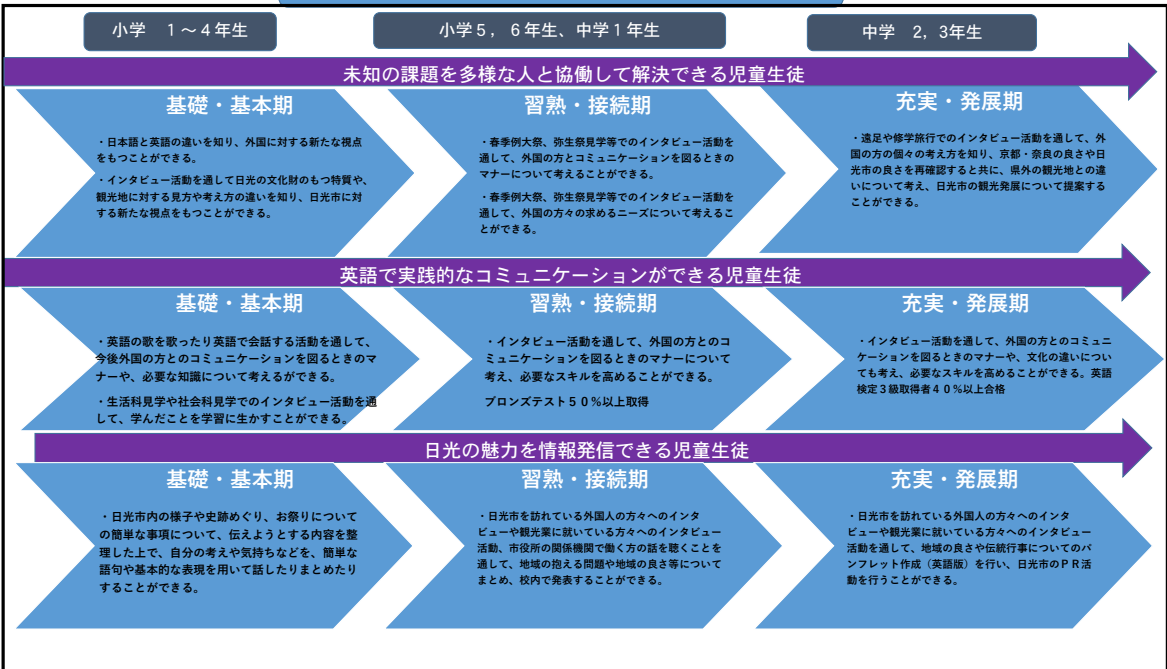 小学 １～４年生
小学５，６年生、中学１年生
中学 2，3年生
未知の課題を多様な人と協働して解決できる児童生徒
基礎・基本期
・日本語と英語の違いを知り、外国に対する新たな視点
をもつことができる。
・インタビュー活動を通して日光の文化財のもつ特質や、
観光地に対する見方や考え方の違いを知り、日光市に対
する新たな視点をもつことができる。
習熟・接続期
・春季例大祭、弥生祭見学等でのインタビュー活動を
通して、外国の方とコミュニケーションを図るときの
マナーについて考えることができる。
・春季例大祭、弥生祭見学等でのインタビュー活動を
通して、外国の方々の求めるニーズについて考えるこ
とができる。
充実・発展期
・遠足や修学旅行でのインタビュー活動を通して、外
国の方の個々の考え方を知り、京都・奈良の良さや日
光市の良さを再確認すると共に、県外の観光地との違
いについて考え、日光市の観光発展について提案する
ことができる。
英語で実践的なコミュニケーションができる児童生徒
基礎・基本期
・英語の歌を歌ったり英語で会話する活動を通して、
今後外国の方とのコミュニケーションを図るときのマ
ナーや、必要な知識について考えるができる。
・生活科見学や社会科見学でのインタビュー活動を通
して、学んだことを学習に生かすことができる。
習熟・接続期
・インタビュー活動を通して、外国の方とのコ
ミュニケーションを図るときのマナーについて
考え、必要なスキルを高めることができる。
ブロンズテスト５０％以上取得
充実・発展期
・インタビュー活動を通して、外国の方とのコミュニ
ケーションを図るときのマナーや、文化の違いについ
ても考え、必要なスキルを高めることができる。英語
検定３級取得者４０％以上合格
日光の魅力を情報発信できる児童生徒
基礎・基本期
・日光市内の様子や史跡めぐり、お祭りについて
の簡単な事項について、伝えようとする内容を整
理した上で、自分の考えや気持ちなどを、簡単な
語句や基本的な表現を用いて話したりまとめたり
することができる。
習熟・接続期
・日光市を訪れている外国人の方々へのインタ
ビューや観光業に就いている方々へのインタビュー
活動、市役所の関係機関で働く方の話を聴くことを
通して、地域の抱える問題や地域の良さ等について
まとめ、校内で発表することができる。
充実・発展期
・日光市を訪れている外国人の方々へのインタ
ビューや観光業に就いている方々へのインタビュー
活動を通して、地域の良さや伝統行事についてのパ
ンフレット作成（英語版）を行い、日光市のＰＲ活
動を行うことができる。